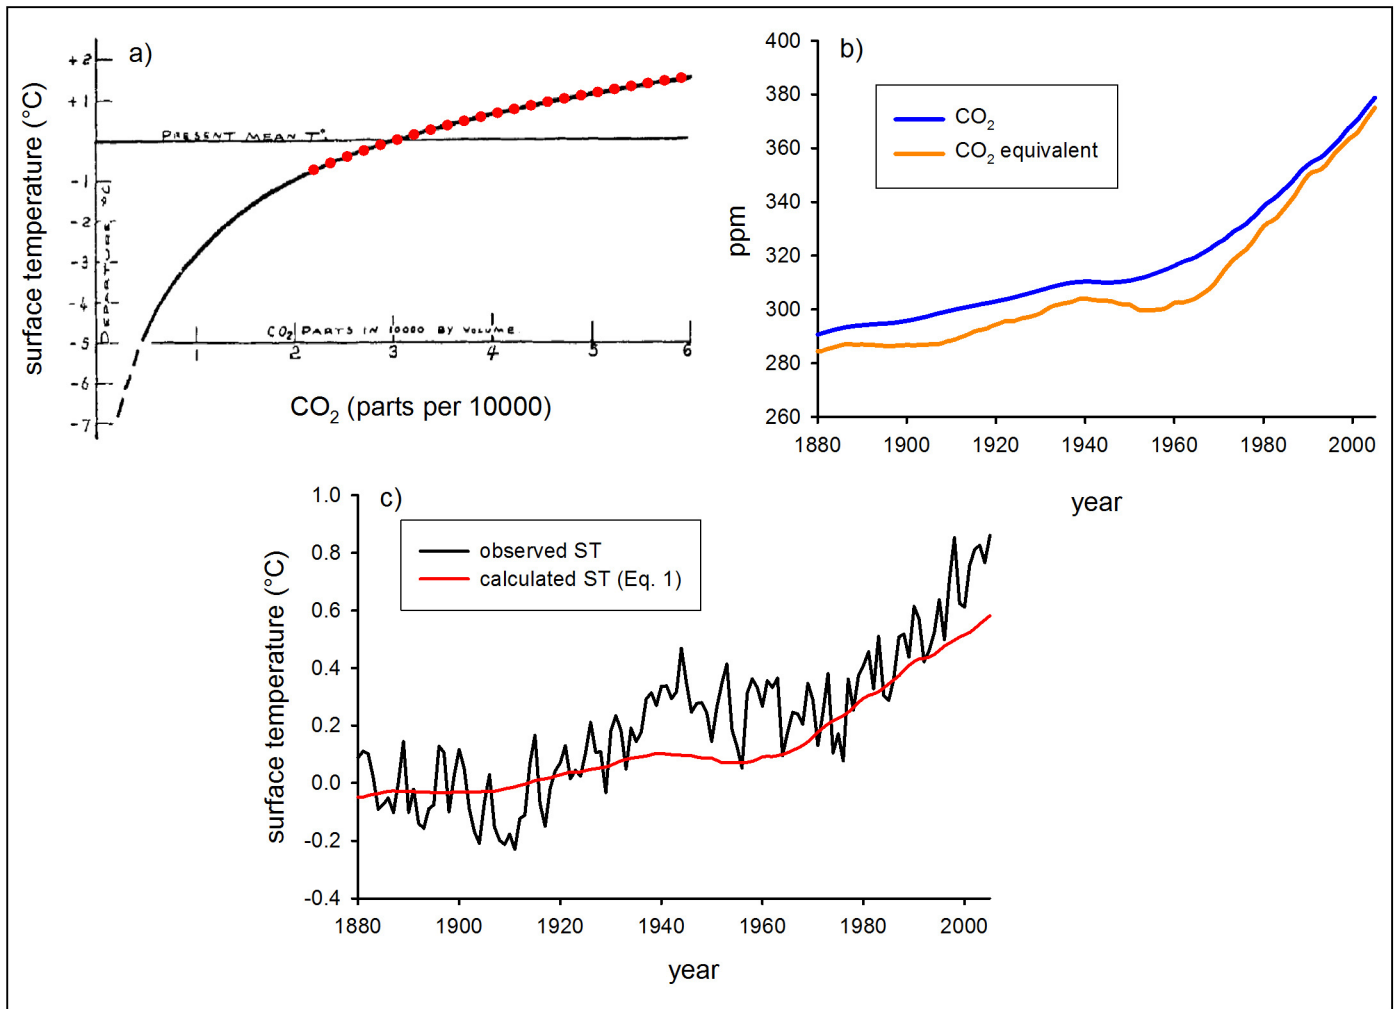 a)
surface temperature (°C)
+2
+1
-1
-2
-3
-4
-5
-6
-7
PRESENT MEAN T°.
DEPARTURE, °C
CO2 PARTS IN 10000 BY VOLUME.
1
2
3
4
5
6
CO₂ (parts per 10000)
b)
ppm
400
380
360
340
320
300
280
260
CO₂
CO₂ equivalent
1880
1900
1920
1940
1960
1980
2000
year
c)
surface temperature (°C)
1.0
0.8
0.6
0.4
0.2
0.0
-0.2
-0.4
observed ST
calculated ST (Eq. 1)
1880
1900
1920
1940
1960
1980
2000
year